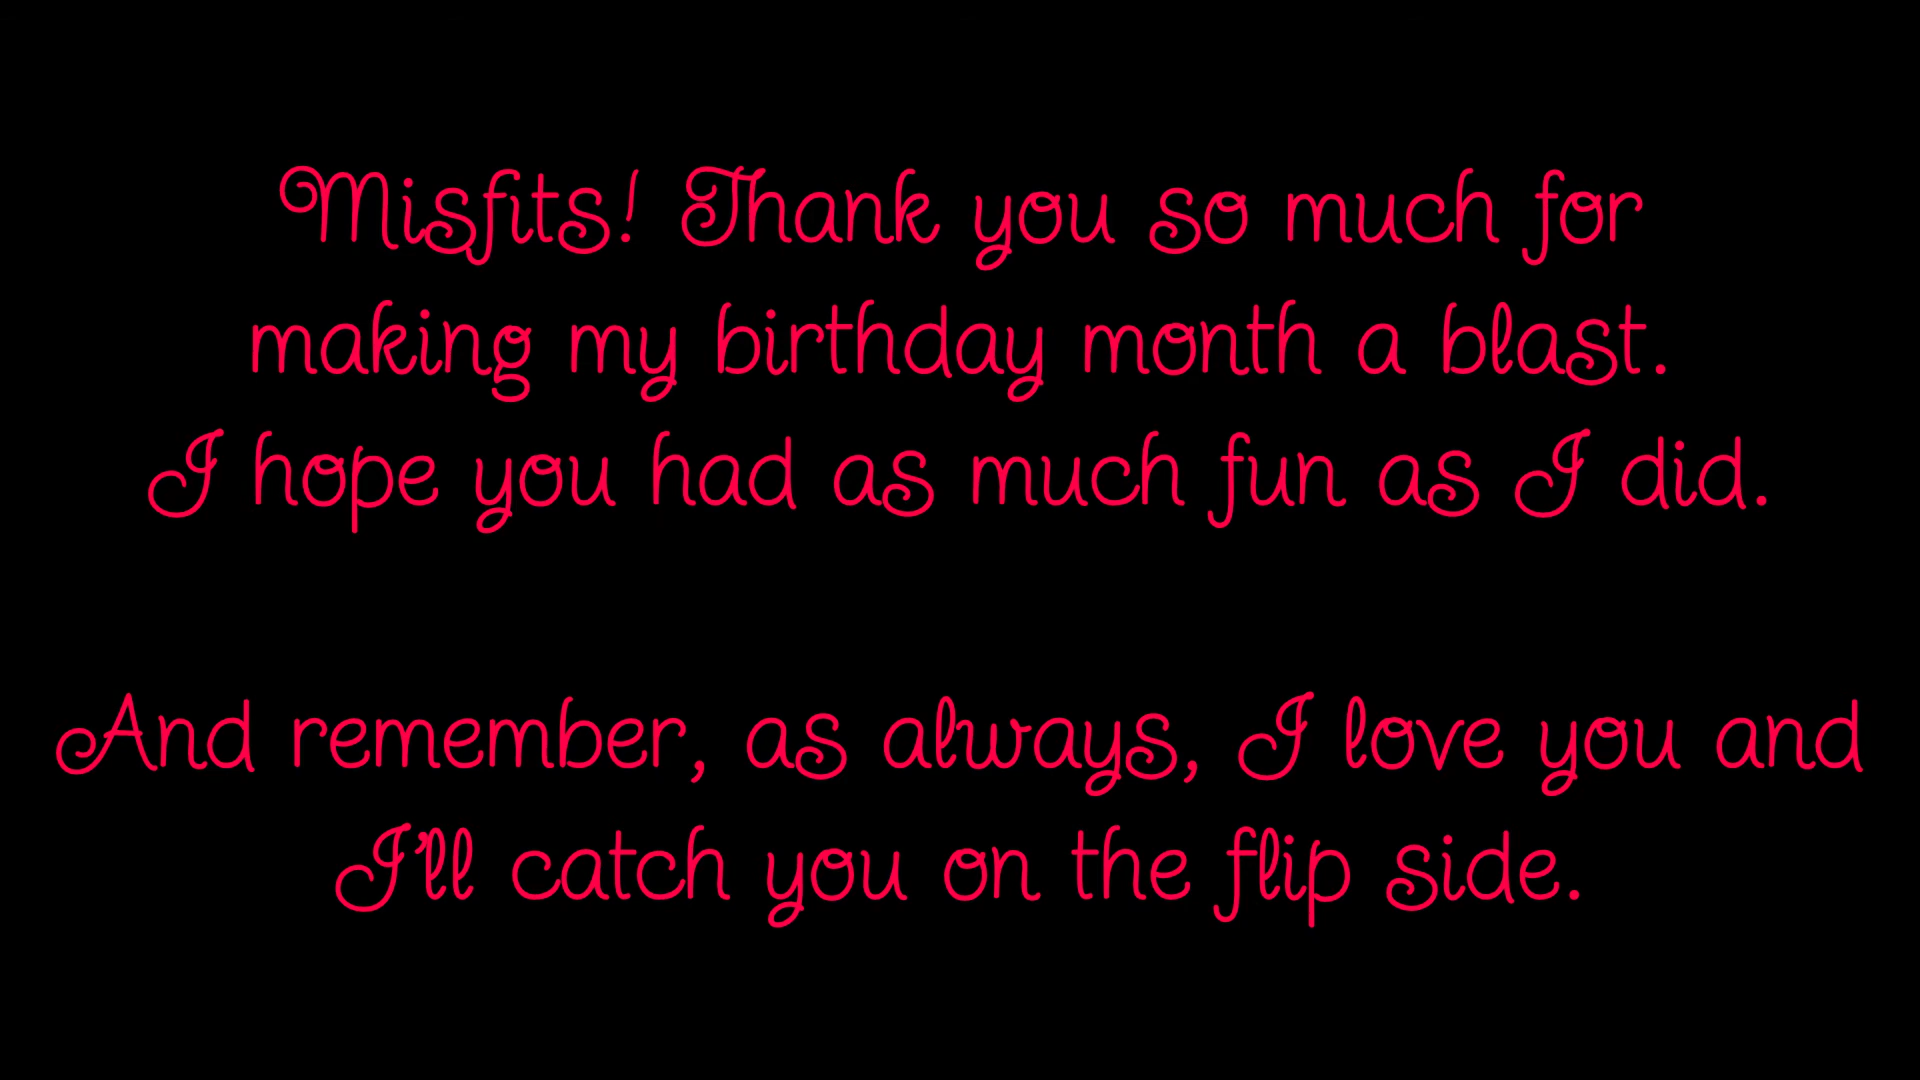 Misfits! Thank you so much for
making my birthday month a blast.
I hope you had as much fun as I did.
And remember, as always, I love you and
I'll catch you on the flip side.